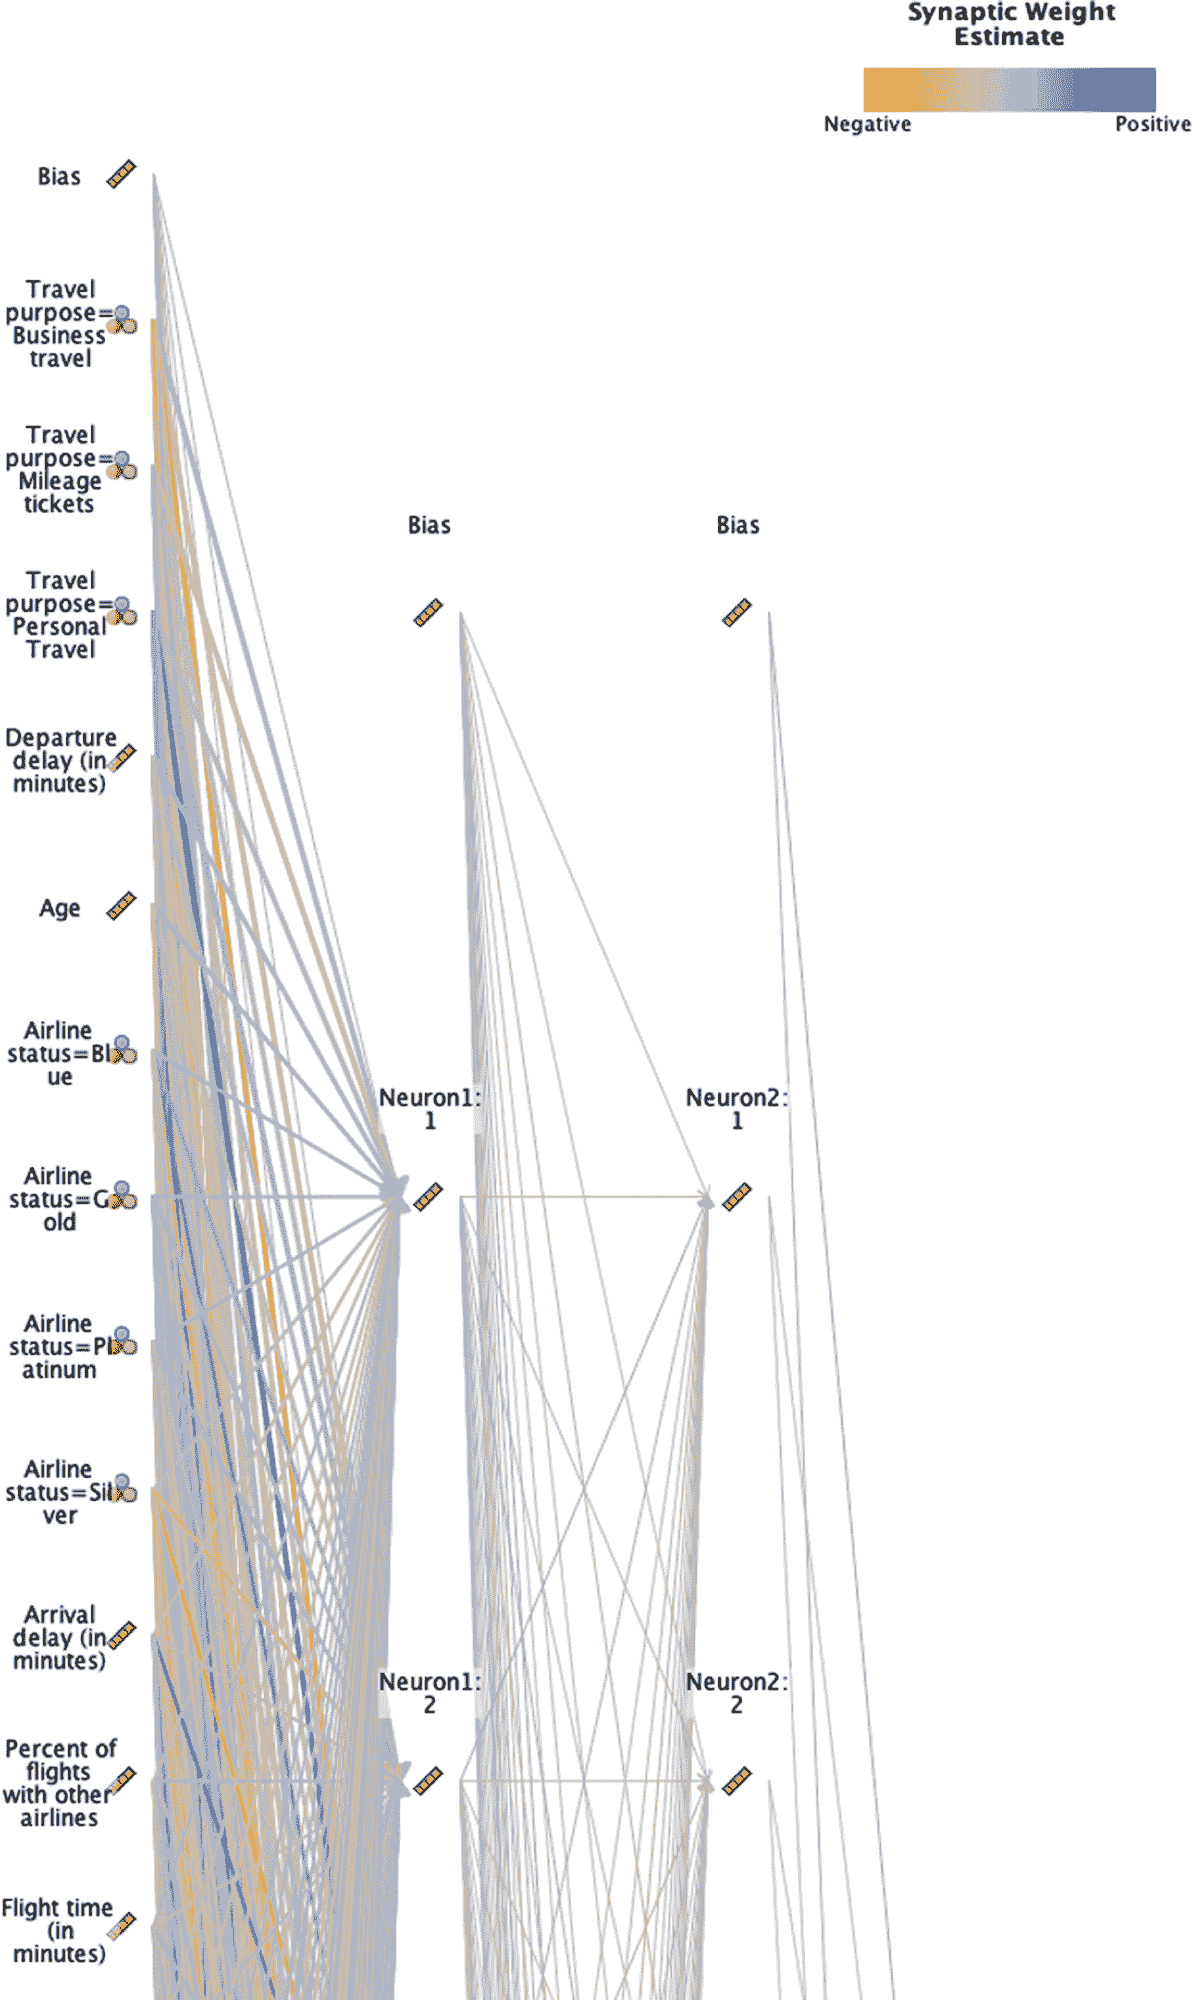 Synaptic Weight
Estimate
Negative
Positive
Bias
Travel
purpose=
Business
travel
Travel
purpose=
Mileage
tickets
Travel
purpose=
Personal
Travel
Departure
delay (in
minutes)
Age
Airline
status=Bl
ue
Airline
status=G
old
Airline
status=Pl
atinum
Airline
status=Sil
ver
Arrival
delay (in
minutes)
Percent of
flights
with other
airlines
Flight time
(in
minutes)
Bias
Neuron1:
1
Neuron1:
2
Bias
Neuron2:
1
Neuron2:
2